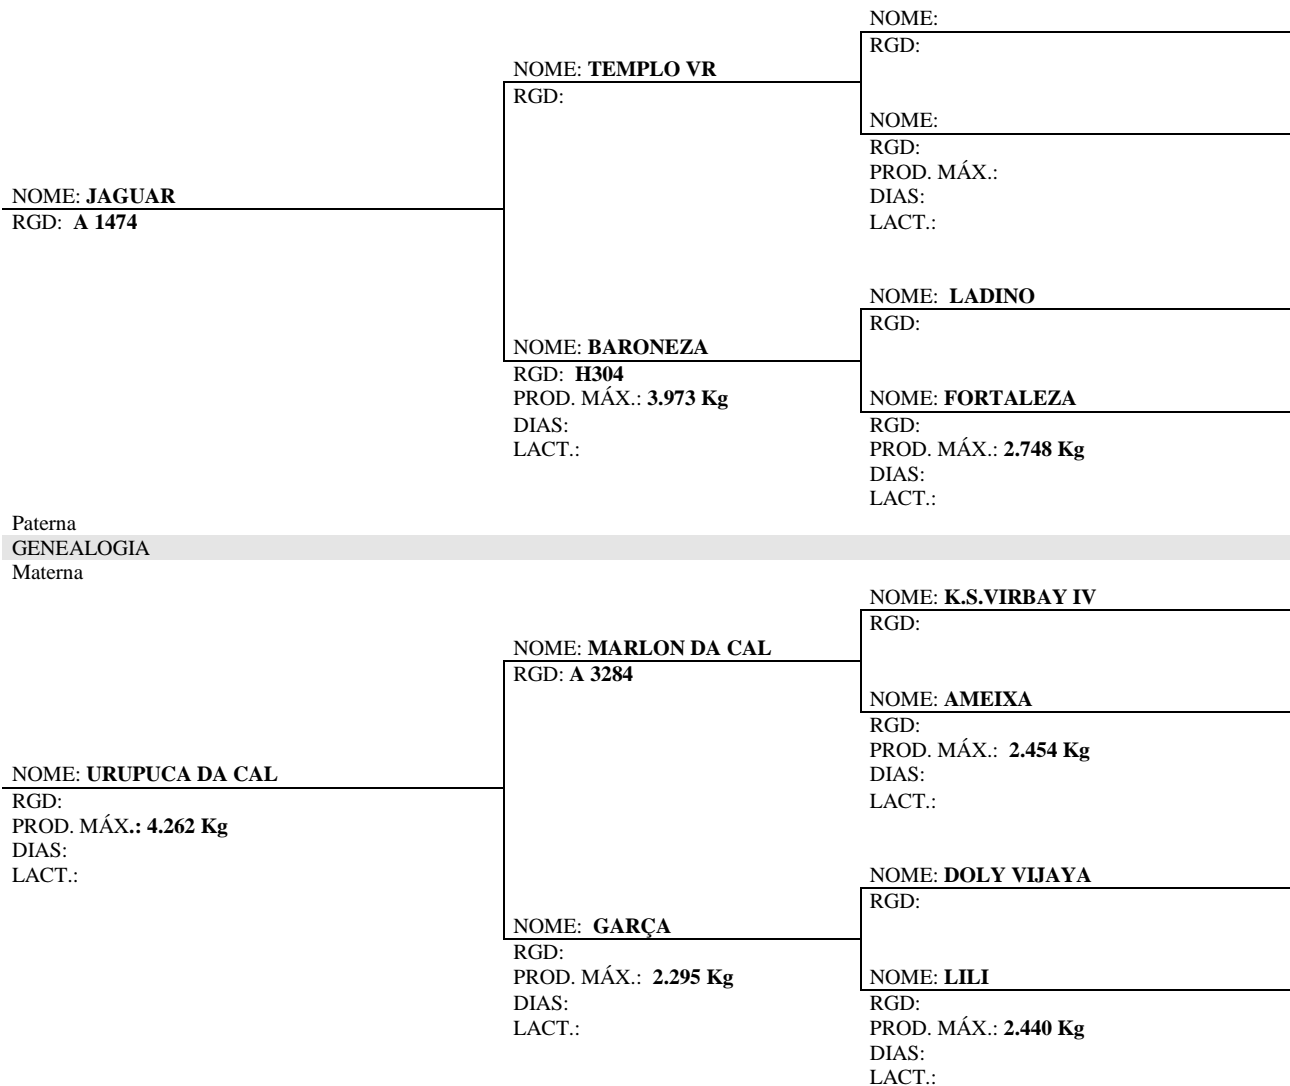 NOME:
RGD:
NOME: TEMPLO VR
RGD:
NOME:
RGD:
PROD. MÁX.:
DIAS:
LACT.:
NOME: JAGUAR
RGD: A 1474
NOME: LADINO
RGD:
NOME: BARONEZA
RGD: H304
PROD. MÁX.: 3.973 Kg
DIAS:
LACT.:
NOME: FORTALEZA
RGD:
PROD. MÁX.: 2.748 Kg
DIAS:
LACT.:
Paterna
GENEALOGIA
Materna
NOME: K.S.VIRBAY IV
RGD:
NOME: MARLON DA CAL
RGD: A 3284
NOME: AMEIXA
RGD:
PROD. MÁX.: 2.454 Kg
DIAS:
LACT.:
NOME: URUPUCA DA CAL
RGD:
PROD. MÁX.: 4.262 Kg
DIAS:
LACT.:
NOME: DOLY VIJAYA
RGD:
NOME: GARÇA
RGD:
PROD. MÁX.: 2.295 Kg
DIAS:
LACT.:
NOME: LILI
RGD:
PROD. MÁX.: 2.440 Kg
DIAS:
LACT.: